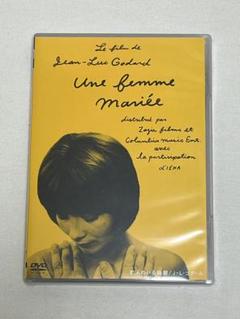 Le film de
Jean-Luc Godard
Une femme
Mariée
distribué par
Zazie films et
Columbia Music Ent.
avec
la participation
d'IENA
DVD